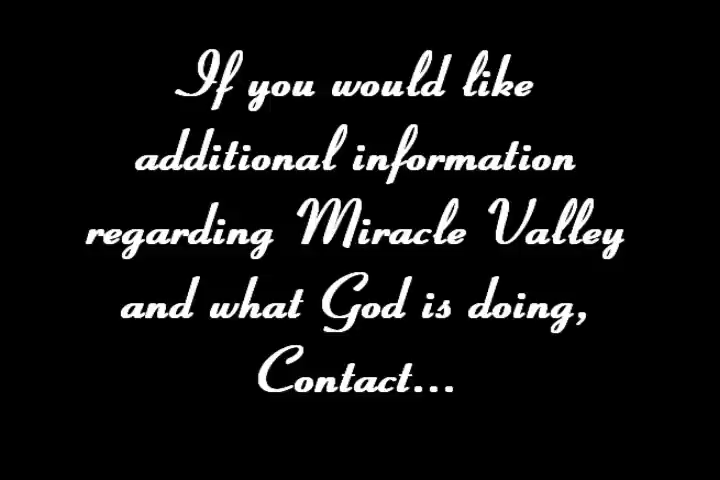 If you would like
additional information
regarding Miracle Valley
and what God is doing,
Contact...